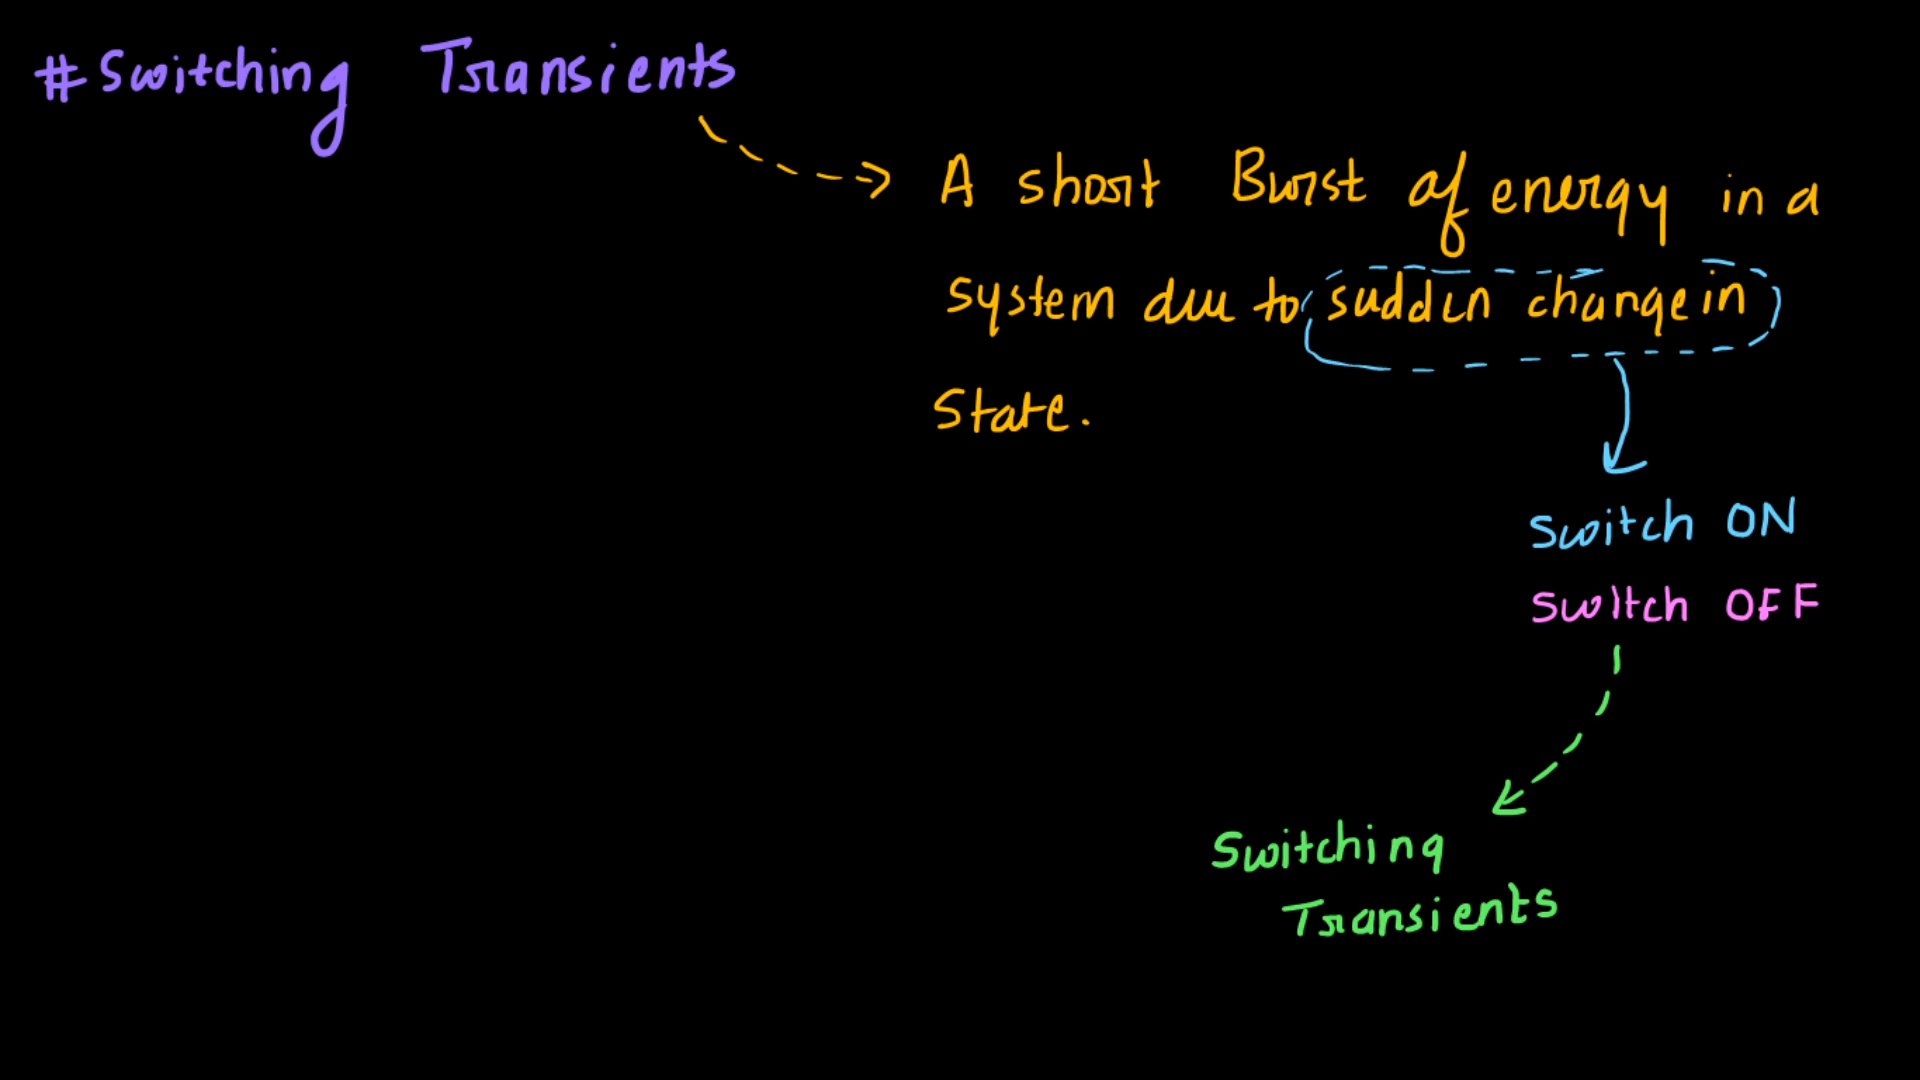 #Switching Transients
A short Burst of energy in a
system due to sudden change in
State.
Switch ON
Switch OFF
Switching
Transients